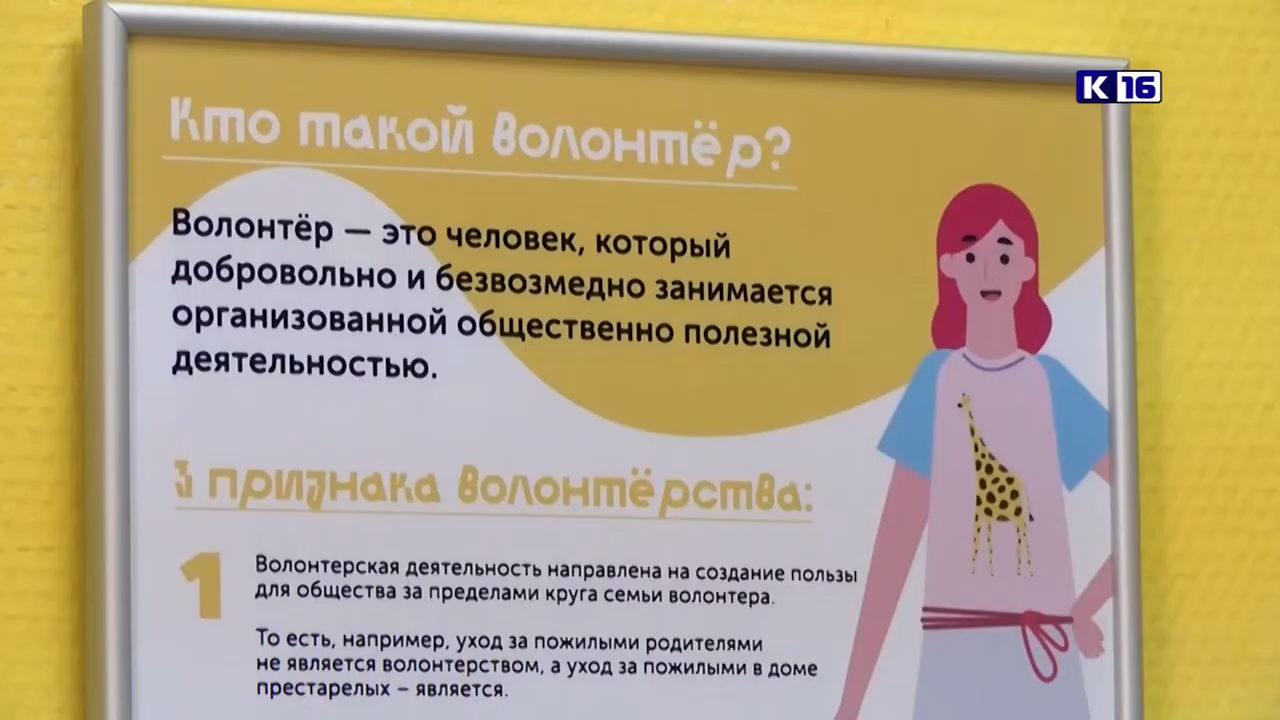 К 16
Кто такой волонтёр?
Волонтёр — это человек, который
добровольно и безвозмедно занимается
организованной общественно полезной
деятельностью.
3 признака волонтёрства:
1
Волонтерская деятельность направлена на создание пользы
для общества за пределами круга семьи волонтера.
То есть, например, уход за пожилыми родителями
не является волонтерством, а уход за пожилыми в доме
престарелых – является.